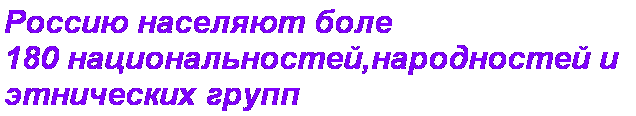 Россию населяют боле
180 национальностей,народностей и
этнических групп